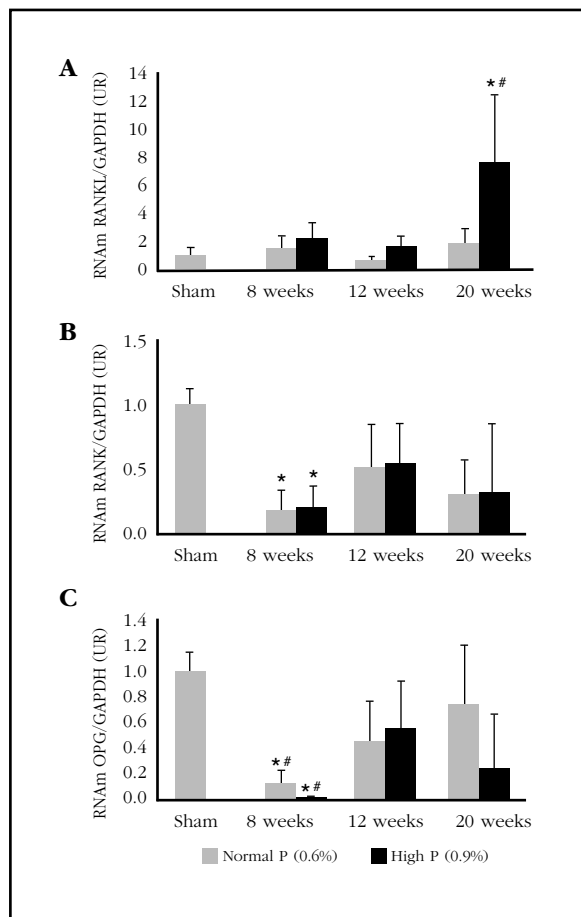 A
RNAm RANKL/GAPDH (UR)
14
12
10
8
6
4
2
0
* #
Sham 8 weeks 12 weeks 20 weeks
B
RNAm RANK/GAPDH (UR)
1.5
1.0
0.5
0.0
* *
Sham 8 weeks 12 weeks 20 weeks
C
RNAm OPG/GAPDH (UR)
1.4
1.2
1.0
0.8
0.6
0.4
0.2
0.0
* #
* #
Sham 8 weeks 12 weeks 20 weeks
Normal P (0.6%) High P (0.9%)